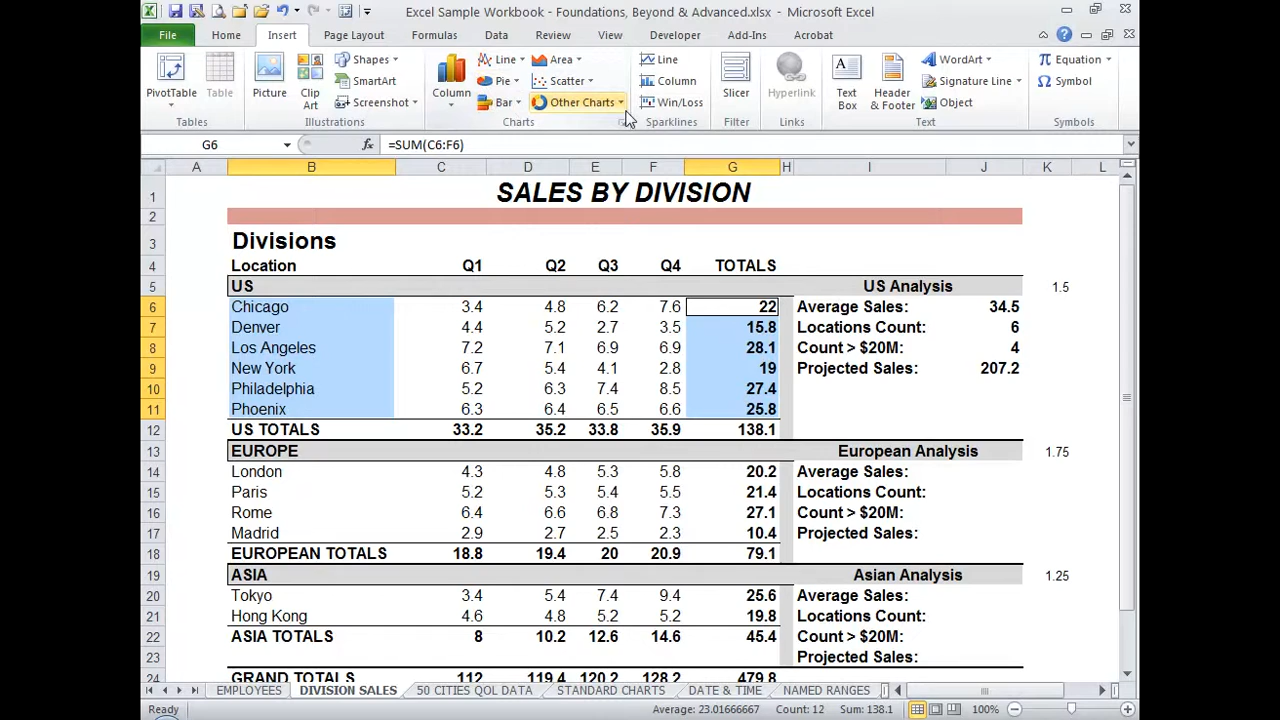 Excel Sample Workbook - Foundations, Beyond & Advanced.xlsx - Microsoft Excel
File Home Insert Page Layout Formulas Data Review View Developer Add-Ins Acrobat
PivotTable Table Picture Clip Art Shapes SmartArt Screenshot Column Line Pie Bar Area Scatter Other Charts Line Column Win/Loss Slicer Hyperlink Text Box Header & Footer WordArt Signature Line Object Equation Symbol
Tables Illustrations Charts Sparklines Filter Links Text Symbols
G6 fx =SUM(C6:F6)
A B C D E F G H I J K L
1 SALES BY DIVISION
2
3 Divisions
4 Location Q1 Q2 Q3 Q4 TOTALS
5 US US Analysis 1.5
6 Chicago 3.4 4.8 6.2 7.6 22 Average Sales: 34.5
7 Denver 4.4 5.2 2.7 3.5 15.8 Locations Count: 6
8 Los Angeles 7.2 7.1 6.9 6.9 28.1 Count > $20M: 4
9 New York 6.7 5.4 4.1 2.8 19 Projected Sales: 207.2
10 Philadelphia 5.2 6.3 7.4 8.5 27.4
11 Phoenix 6.3 6.4 6.5 6.6 25.8
12 US TOTALS 33.2 35.2 33.8 35.9 138.1
13 EUROPE European Analysis 1.75
14 London 4.3 4.8 5.3 5.8 20.2 Average Sales:
15 Paris 5.2 5.3 5.4 5.5 21.4 Locations Count:
16 Rome 6.4 6.6 6.8 7.3 27.1 Count > $20M:
17 Madrid 2.9 2.7 2.5 2.3 10.4 Projected Sales:
18 EUROPEAN TOTALS 18.8 19.4 20 20.9 79.1
19 ASIA Asian Analysis 1.25
20 Tokyo 3.4 5.4 7.4 9.4 25.6 Average Sales:
21 Hong Kong 4.6 4.8 5.2 5.2 19.8 Locations Count:
22 ASIA TOTALS 8 10.2 12.6 14.6 45.4 Count > $20M:
23 Projected Sales:
24 GRAND TOTALS 112 119.4 120.2 128.2 479.8
EMPLOYEES DIVISION SALES 50 CITIES QOL DATA STANDARD CHARTS DATE & TIME NAMED RANGES
Ready Average: 23.01666667 Count: 12 Sum: 138.1 100%